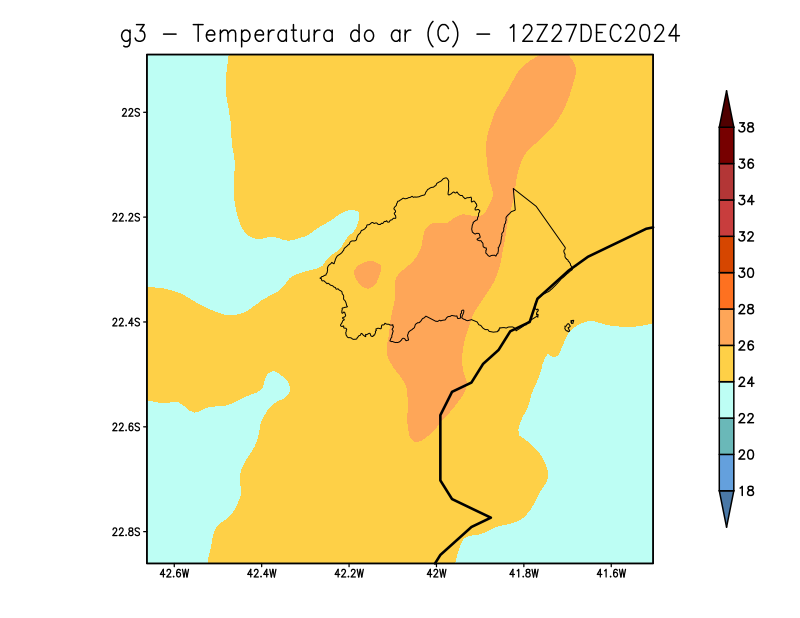 g3 - Temperatura do ar (C) - 12Z27DEC2024
22S
22.2S
22.4S
22.6S
22.8S
42.6W
42.4W
42.2W
42W
41.8W
41.6W
38
36
34
32
30
28
26
24
22
20
18